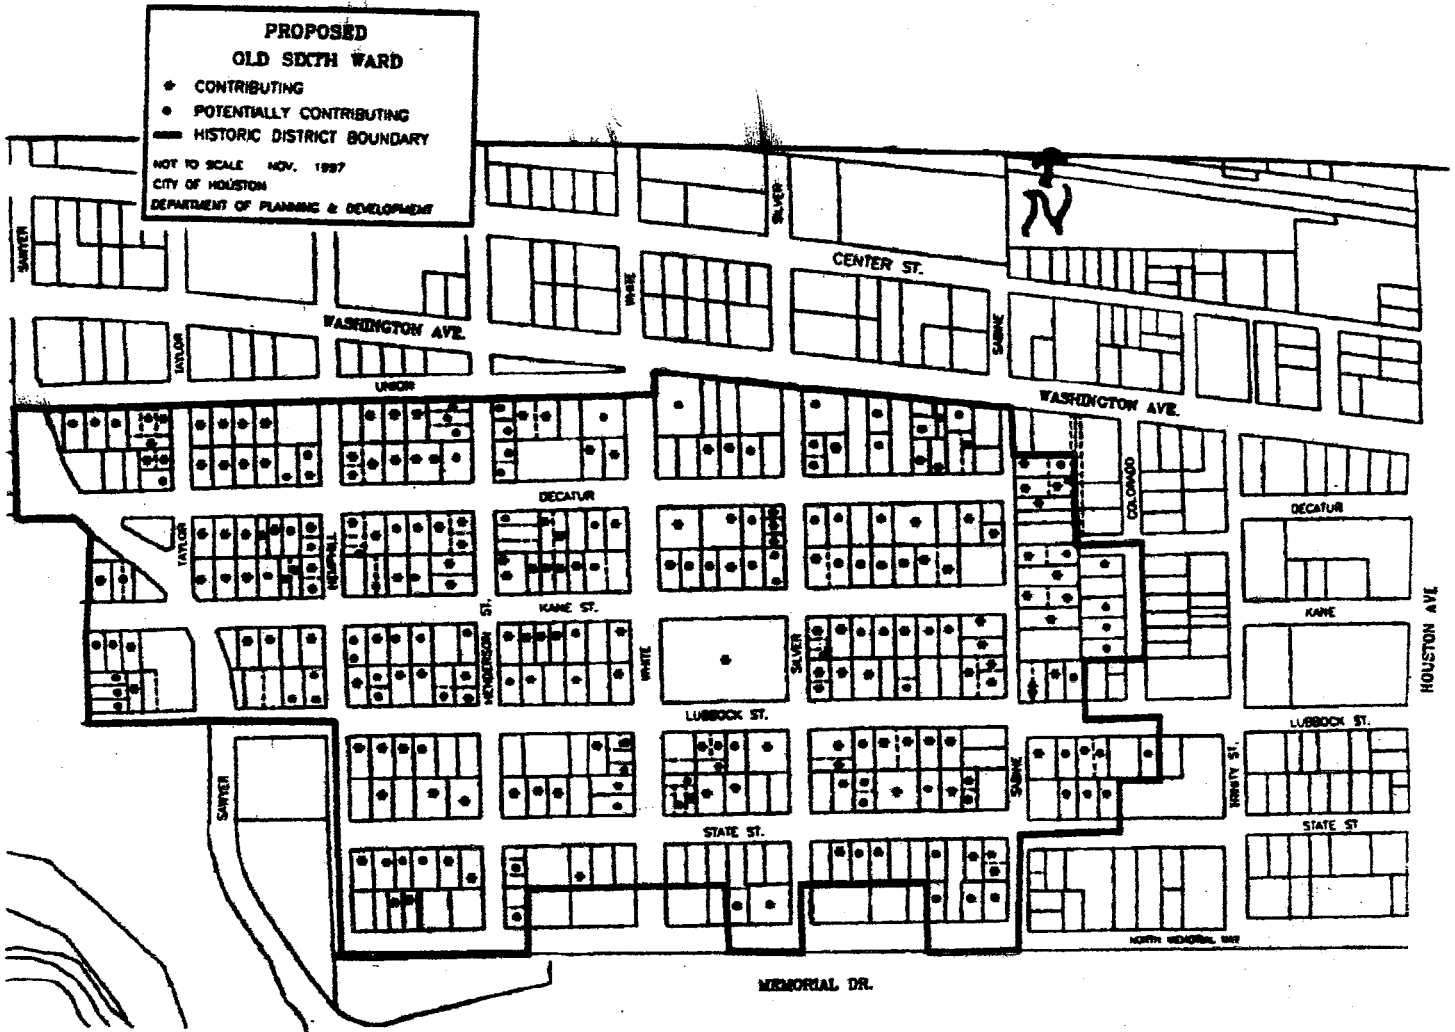 PROPOSED
OLD SIXTH WARD
CONTRIBUTING
POTENTIALLY CONTRIBUTING
HISTORIC DISTRICT BOUNDARY
NOT TO SCALE NOV. 1997
CITY OF HOUSTON
DEPARTMENT OF PLANNING & DEVELOPMENT
N
SAWYER
SILVER
WHITE
CENTER ST.
SABINE
WASHINGTON AVE.
TAYLOR
UNION
WASHINGTON AVE.
COLORADO
DECATUR
DECATUR
TAYLOR
HEMPHILL
KANE ST.
KANE
HENDERSON ST.
WHITE
SILVER
HOUSTON AVE
LUBBOCK ST.
LUBBOCK ST.
SAWYER
SABINE
TRINITY ST.
STATE ST.
STATE ST
NORTH MEMORIAL WAY
MEMORIAL DR.